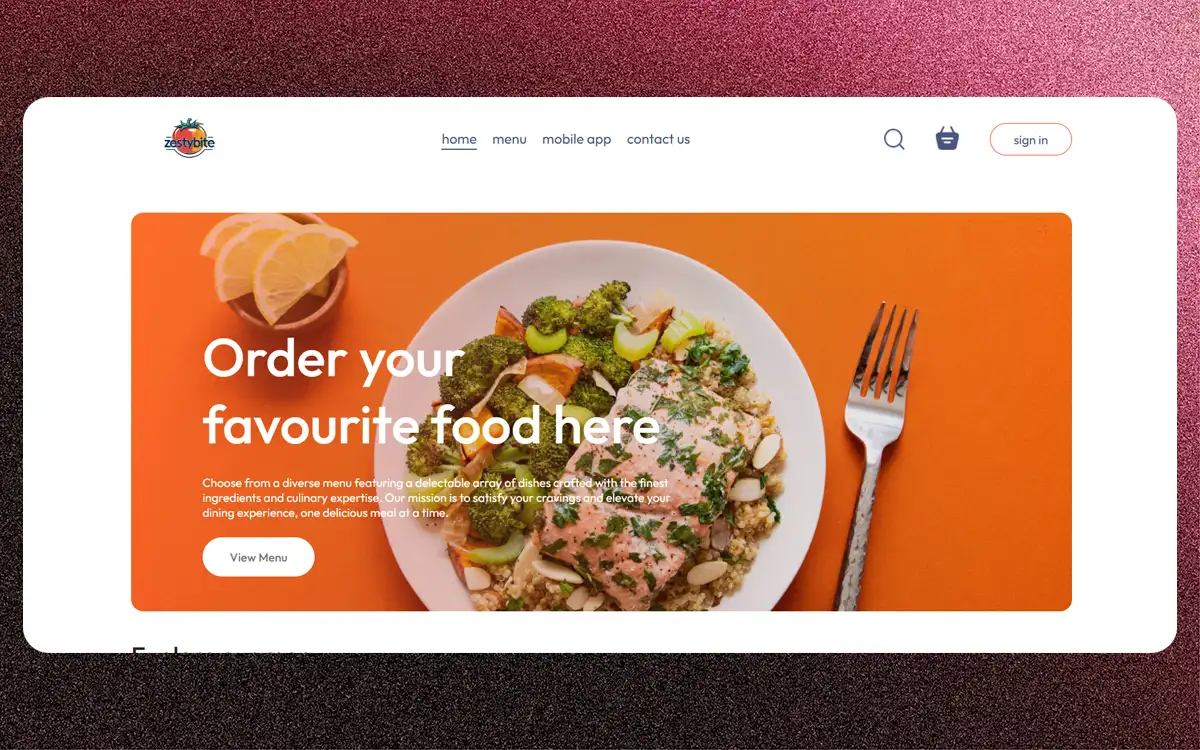 zestybite
home menu mobile app contact us
sign in
Order your
favourite food here
Choose from a diverse menu featuring a delectable array of dishes crafted with the finest
ingredients and culinary expertise. Our mission is to satisfy your cravings and elevate your
dining experience, one delicious meal at a time.
View Menu